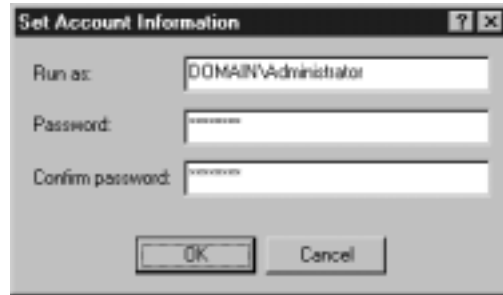 Set Account Information
Run as: DOMAIN\Administrator
Password: ********
Confirm password: ********
OK Cancel